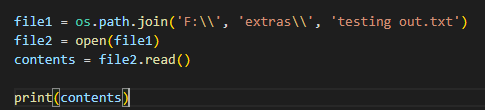 file1 = os.path.join('F:\\', 'extras\\', 'testing out.txt')
file2 = open(file1)
contents = file2.read()
print(contents)